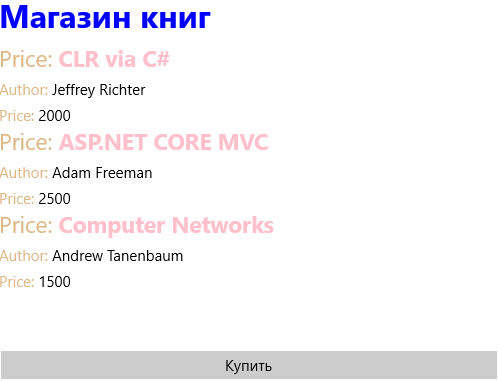 Магазин книг
Price: CLR via C#
Author: Jeffrey Richter
Price: 2000
Price: ASP.NET CORE MVC
Author: Adam Freeman
Price: 2500
Price: Computer Networks
Author: Andrew Tanenbaum
Price: 1500
Купить